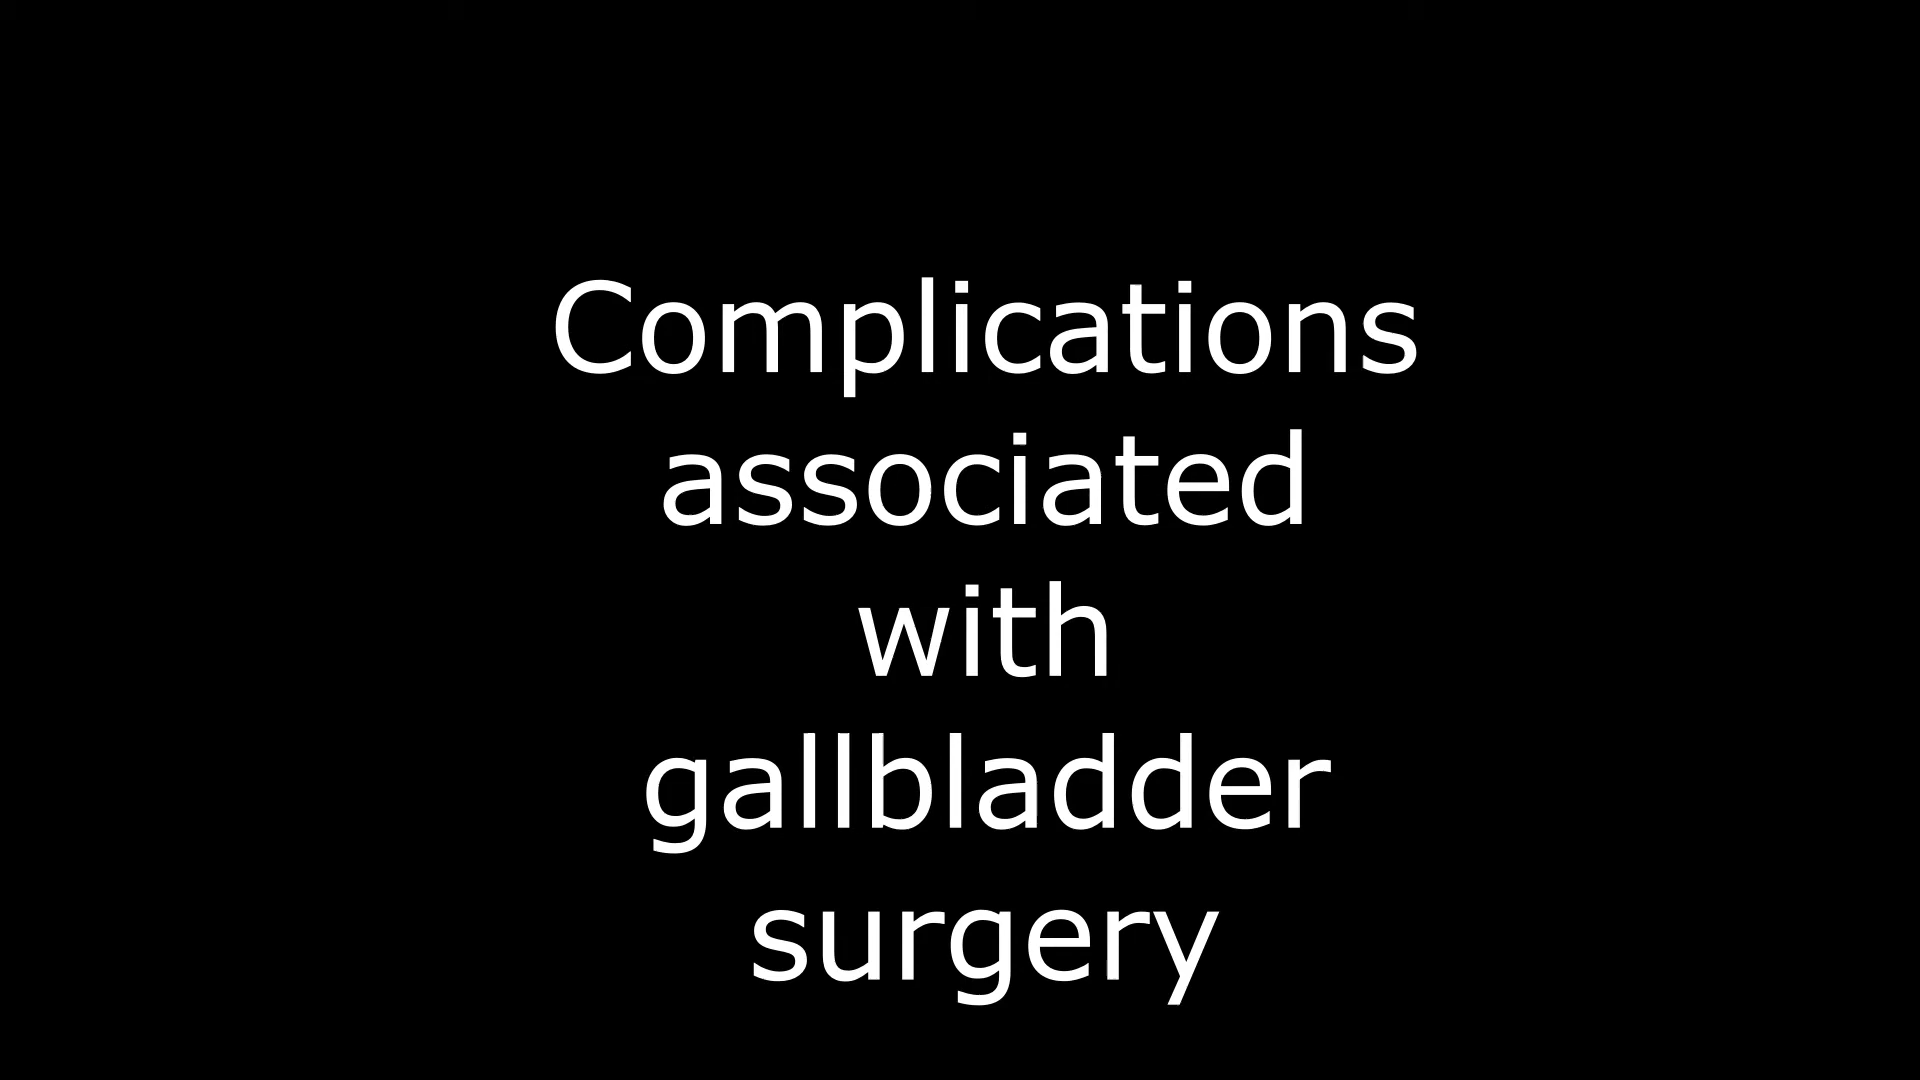 Complications
associated
with
gallbladder
surgery